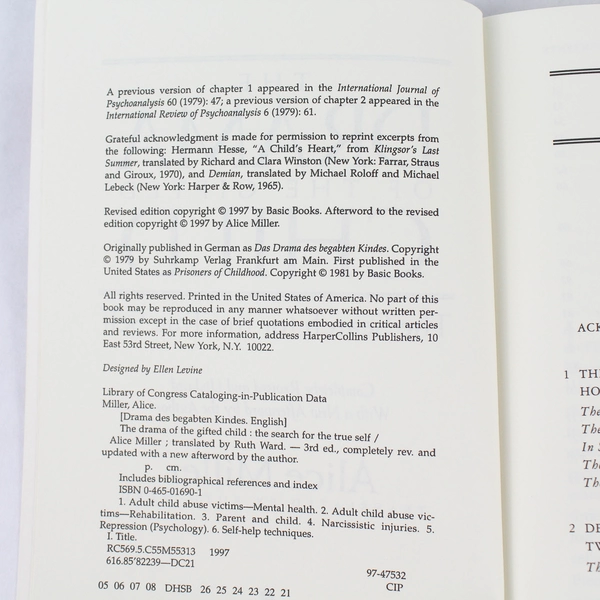 A previous version of chapter 1 appeared in the International Journal of
Psychoanalysis 60 (1979): 47; a previous version of chapter 2 appeared in the
International Review of Psychoanalysis 6 (1979): 61.
Grateful acknowledgment is made for permission to reprint excerpts from
the following: Hermann Hesse, "A Child's Heart," from Klingsor's Last
Summer, translated by Richard and Clara Winston (New York: Farrar, Straus
and Giroux, 1970), and Demian, translated by Michael Roloff and Michael
Lebeck (New York: Harper & Row, 1965).
Revised edition copyright © 1997 by Basic Books. Afterword to the revised
edition copyright © 1997 by Alice Miller.
Originally published in German as Das Drama des begabten Kindes. Copyright
© 1979 by Suhrkamp Verlag Frankfurt am Main. First published in the
United States as Prisoners of Childhood. Copyright © 1981 by Basic Books.
All rights reserved. Printed in the United States of America. No part of this
book may be reproduced in any manner whatsoever without written per-
mission except in the case of brief quotations embodied in critical articles
and reviews. For more information, address HarperCollins Publishers, 10
East 53rd Street, New York, N.Y. 10022.
Designed by Ellen Levine
Library of Congress Cataloging-in-Publication Data
Miller, Alice.
[Drama des begabten Kindes. English]
The drama of the gifted child : the search for the true self /
Alice Miller ; translated by Ruth Ward. — 3rd ed., completely rev. and
updated with a new afterword by the author.
p. cm.
Includes bibliographical references and index
ISBN 0-465-01690-1
1. Adult child abuse victims—Mental health. 2. Adult child abuse vic-
tims—Rehabilitation. 3. Parent and child. 4. Narcissistic injuries. 5.
Repression (Psychology). 6. Self-help techniques.
I. Title.
RC569.5.C55M55313 1997
616.85'82239—DC21
97-47532
CIP
05 06 07 08 DHSB 26 25 24 23 22 21
ACK
1 THE
HO
The
The
In S
The
The
2 DE
TW
Th